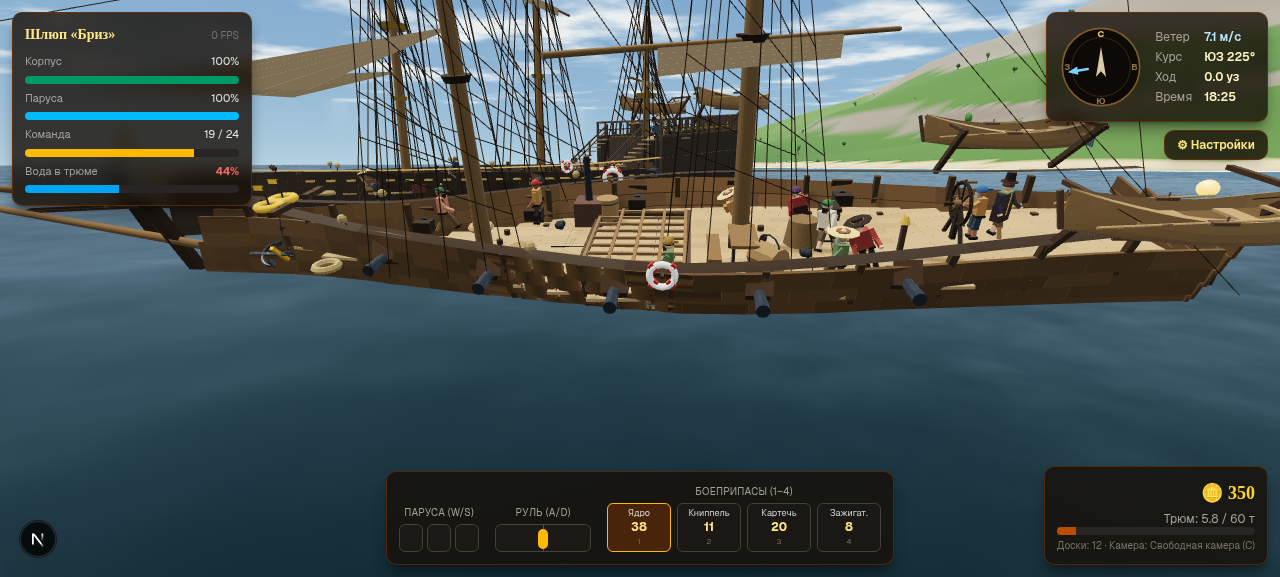 Шлюп «Бриз»
0 FPS
Корпус
100%
Паруса
100%
Команда
19 / 24
Вода в трюме
44%
С
З
В
Ю
Ветер 7.1 м/с
Курс ЮЗ 225°
Ход 0.0 уз
Время 18:25
⚙ Настройки
БОЕПРИПАСЫ (1–4)
ПАРУСА (W/S)
РУЛЬ (A/D)
Ядро
38
1
Книппель
11
2
Картечь
20
3
Зажигат.
8
4
350
Трюм: 5.8 / 60 т
Доски: 12 · Камера: Свободная камера (C)
N